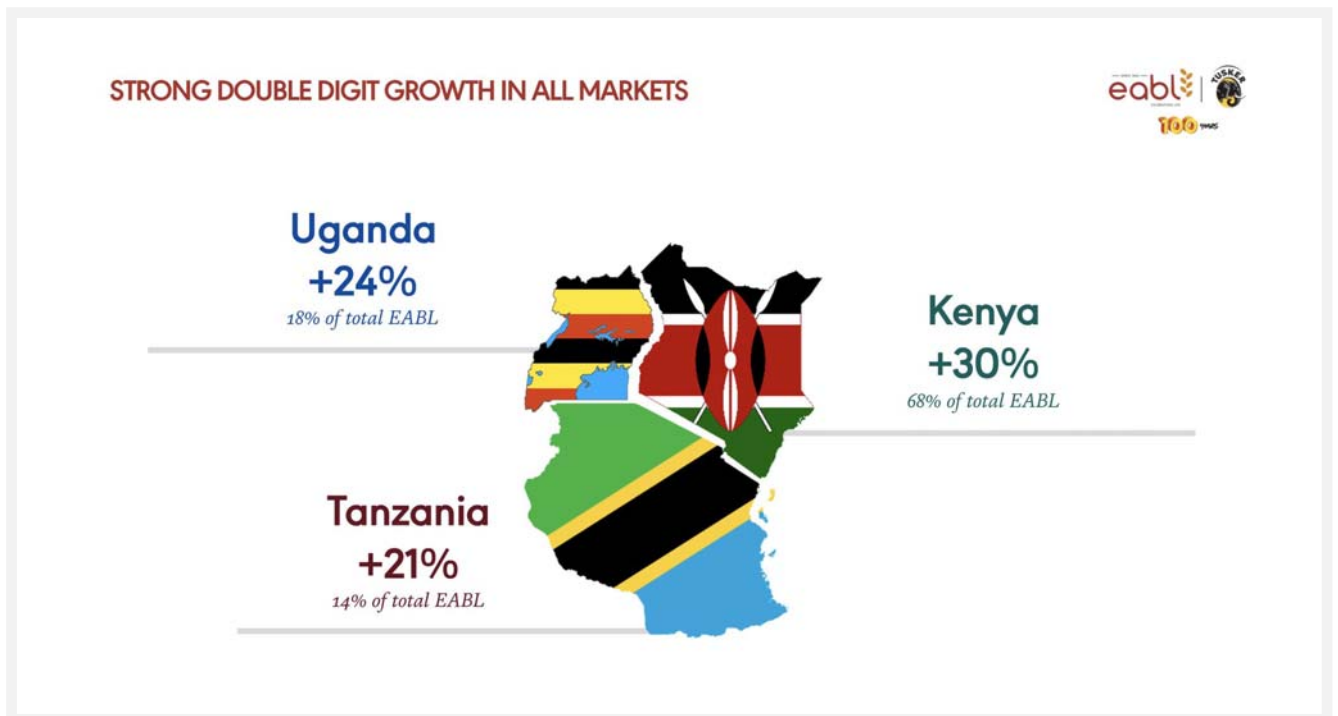 STRONG DOUBLE DIGIT GROWTH IN ALL MARKETS
eabl
TUSKER
100 YEARS
Uganda
+24%
18% of total EABL
Kenya
+30%
68% of total EABL
Tanzania
+21%
14% of total EABL